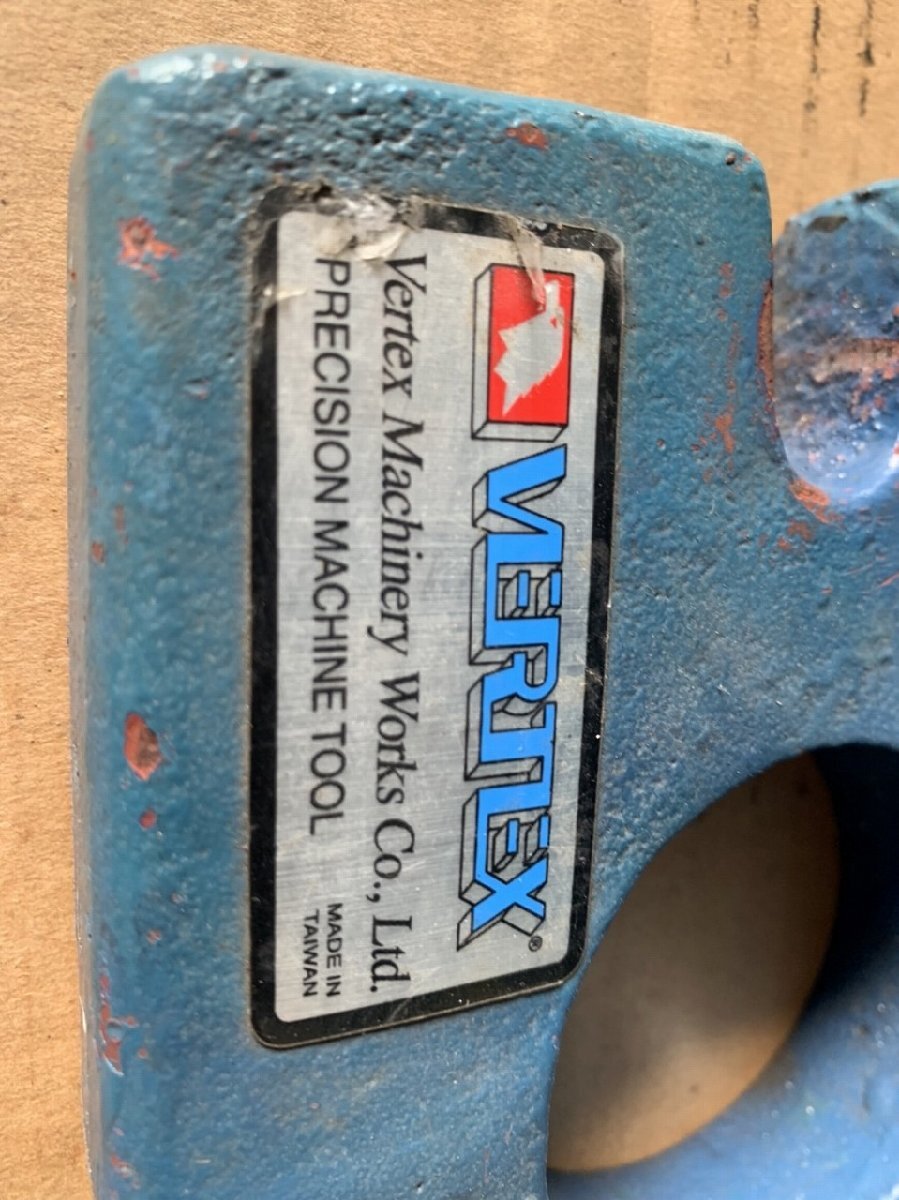 VERTEX®
Vertex Machinery Works Co., Ltd.
PRECISION MACHINE TOOL
MADE IN
TAIWAN